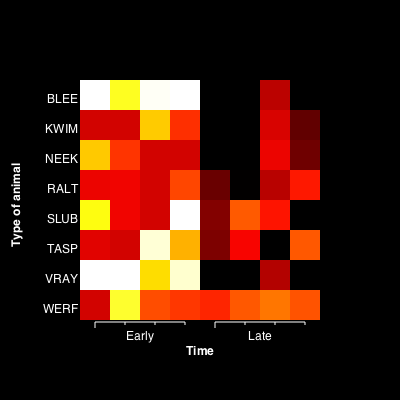 BLEE
KWIM
NEEK
RALT
SLUB
TASP
VRAY
WERF
Type of animal
Early Late
Time